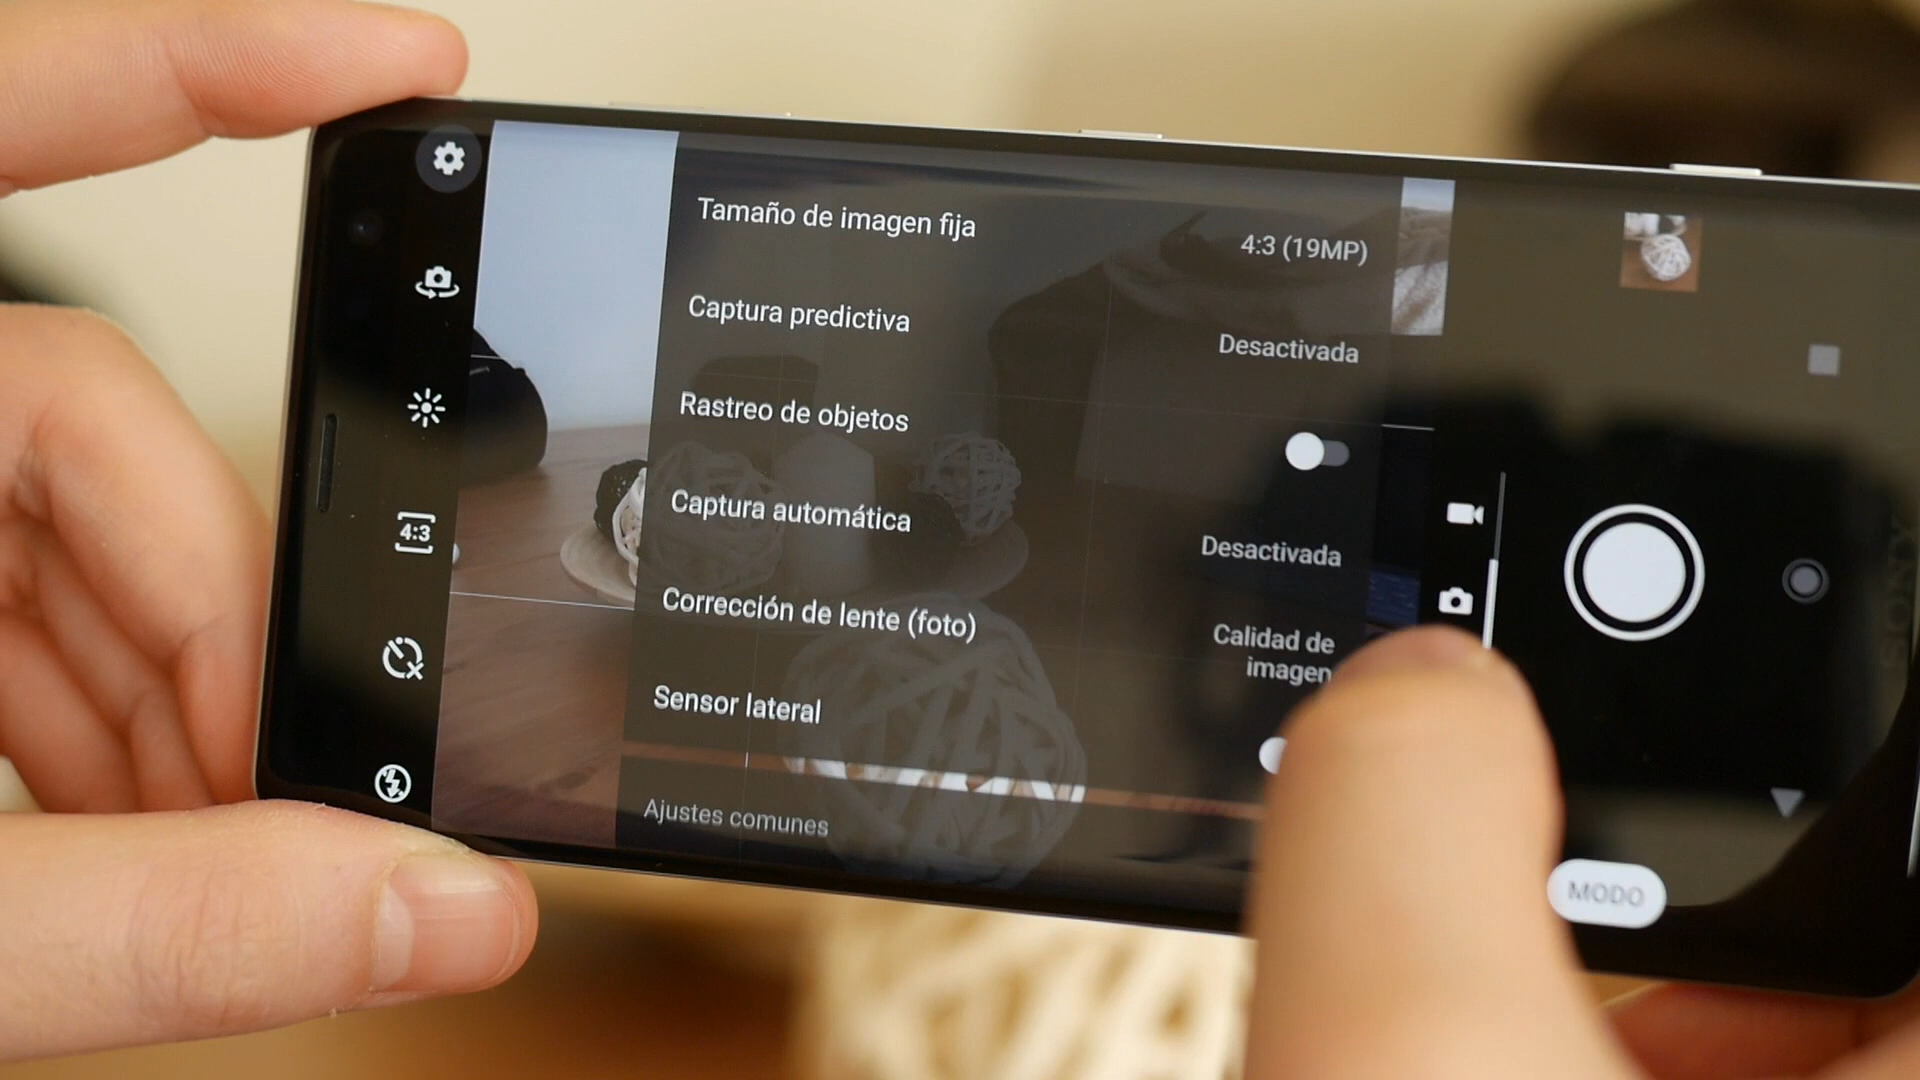 Tamaño de imagen fija
4:3 (19MP)
Captura predictiva
Desactivada
Rastreo de objetos
4:3
Captura automática
Desactivada
Corrección de lente (foto)
Calidad de
imagen
Sensor lateral
Ajustes comunes
MODO
SONY